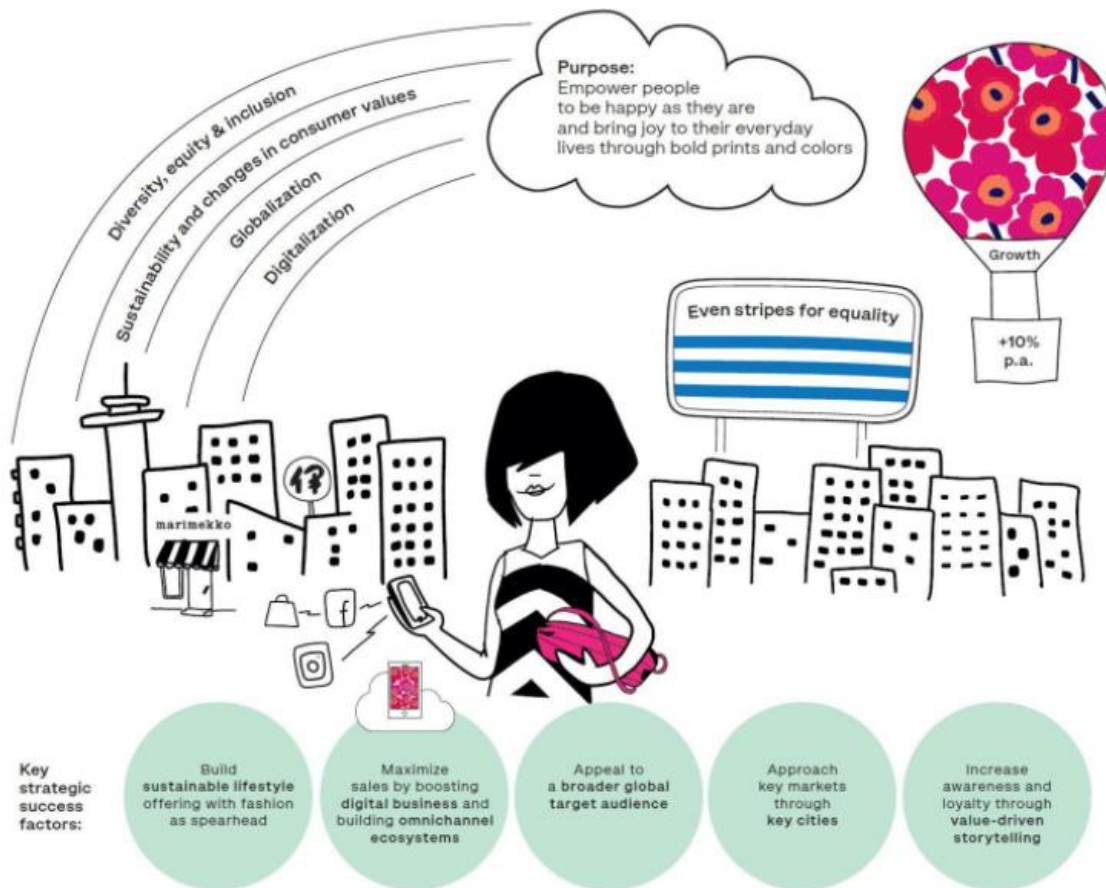 Purpose:
Empower people
to be happy as they are
and bring joy to their everyday
lives through bold prints and colors
Diversity, equity & inclusion
Sustainability and changes in consumer values
Globalization
Digitalization
Growth
+10%
p.a.
Even stripes for equality
marimekko
f
Key
strategic
success
factors:
Build
sustainable lifestyle
offering with fashion
as spearhead
Maximize
sales by boosting
digital business and
building omnichannel
ecosystems
Appeal to
a broader global
target audience
Approach
key markets
through
key cities
Increase
awareness and
loyalty through
value-driven
storytelling